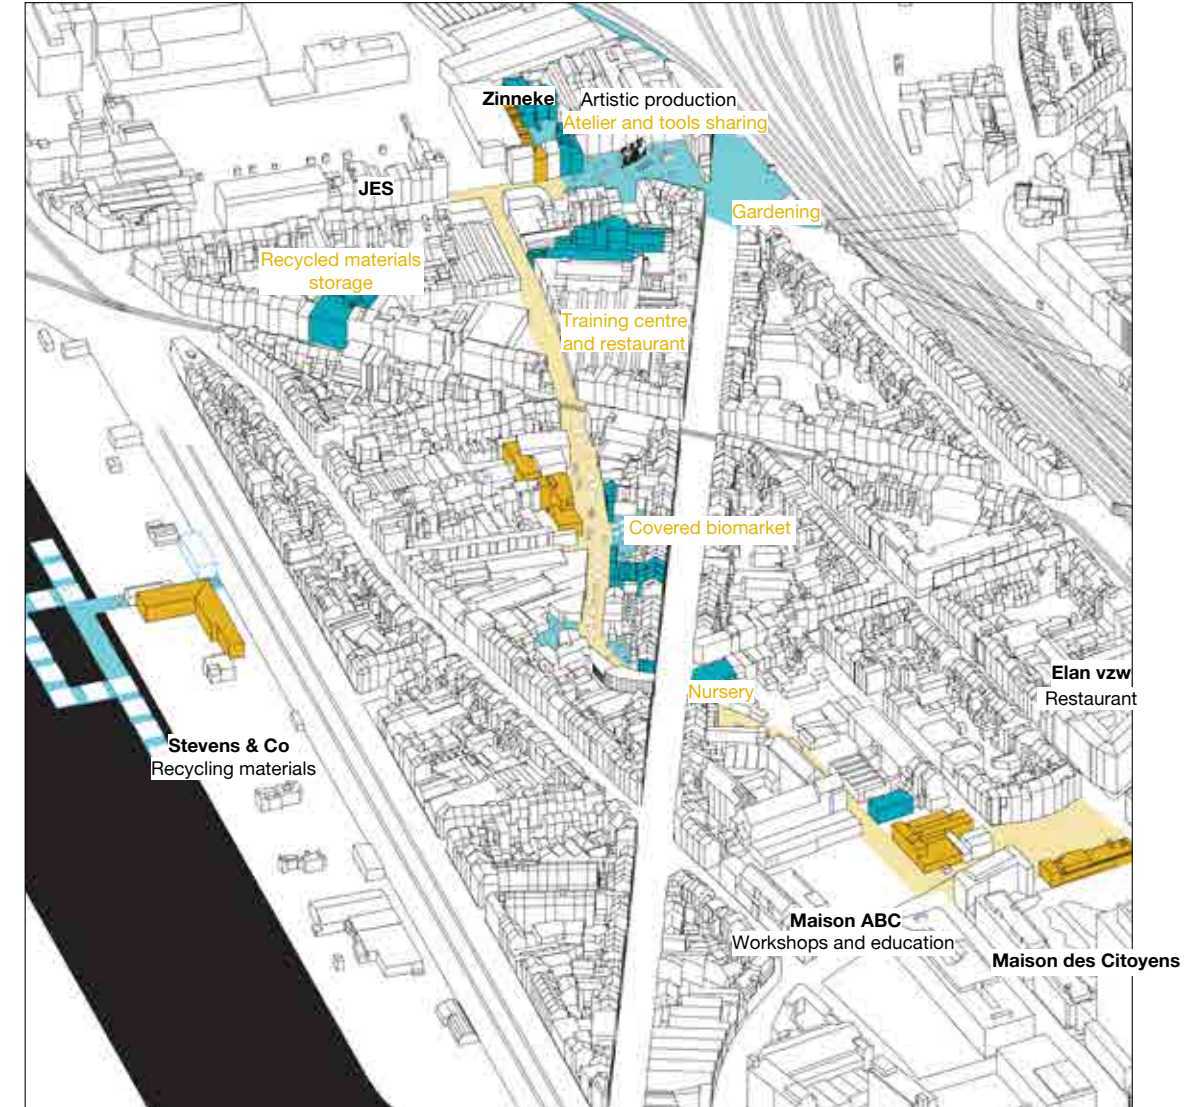 Zinneke
Artistic production
Atelier and tools sharing
JES
Gardening
Recycled materials
storage
Training centre
and restaurant
Covered biomarket
Elan vzw
Restaurant
Nursery
Stevens & Co
Recycling materials
Maison ABC
Workshops and education
Maison des Citoyens